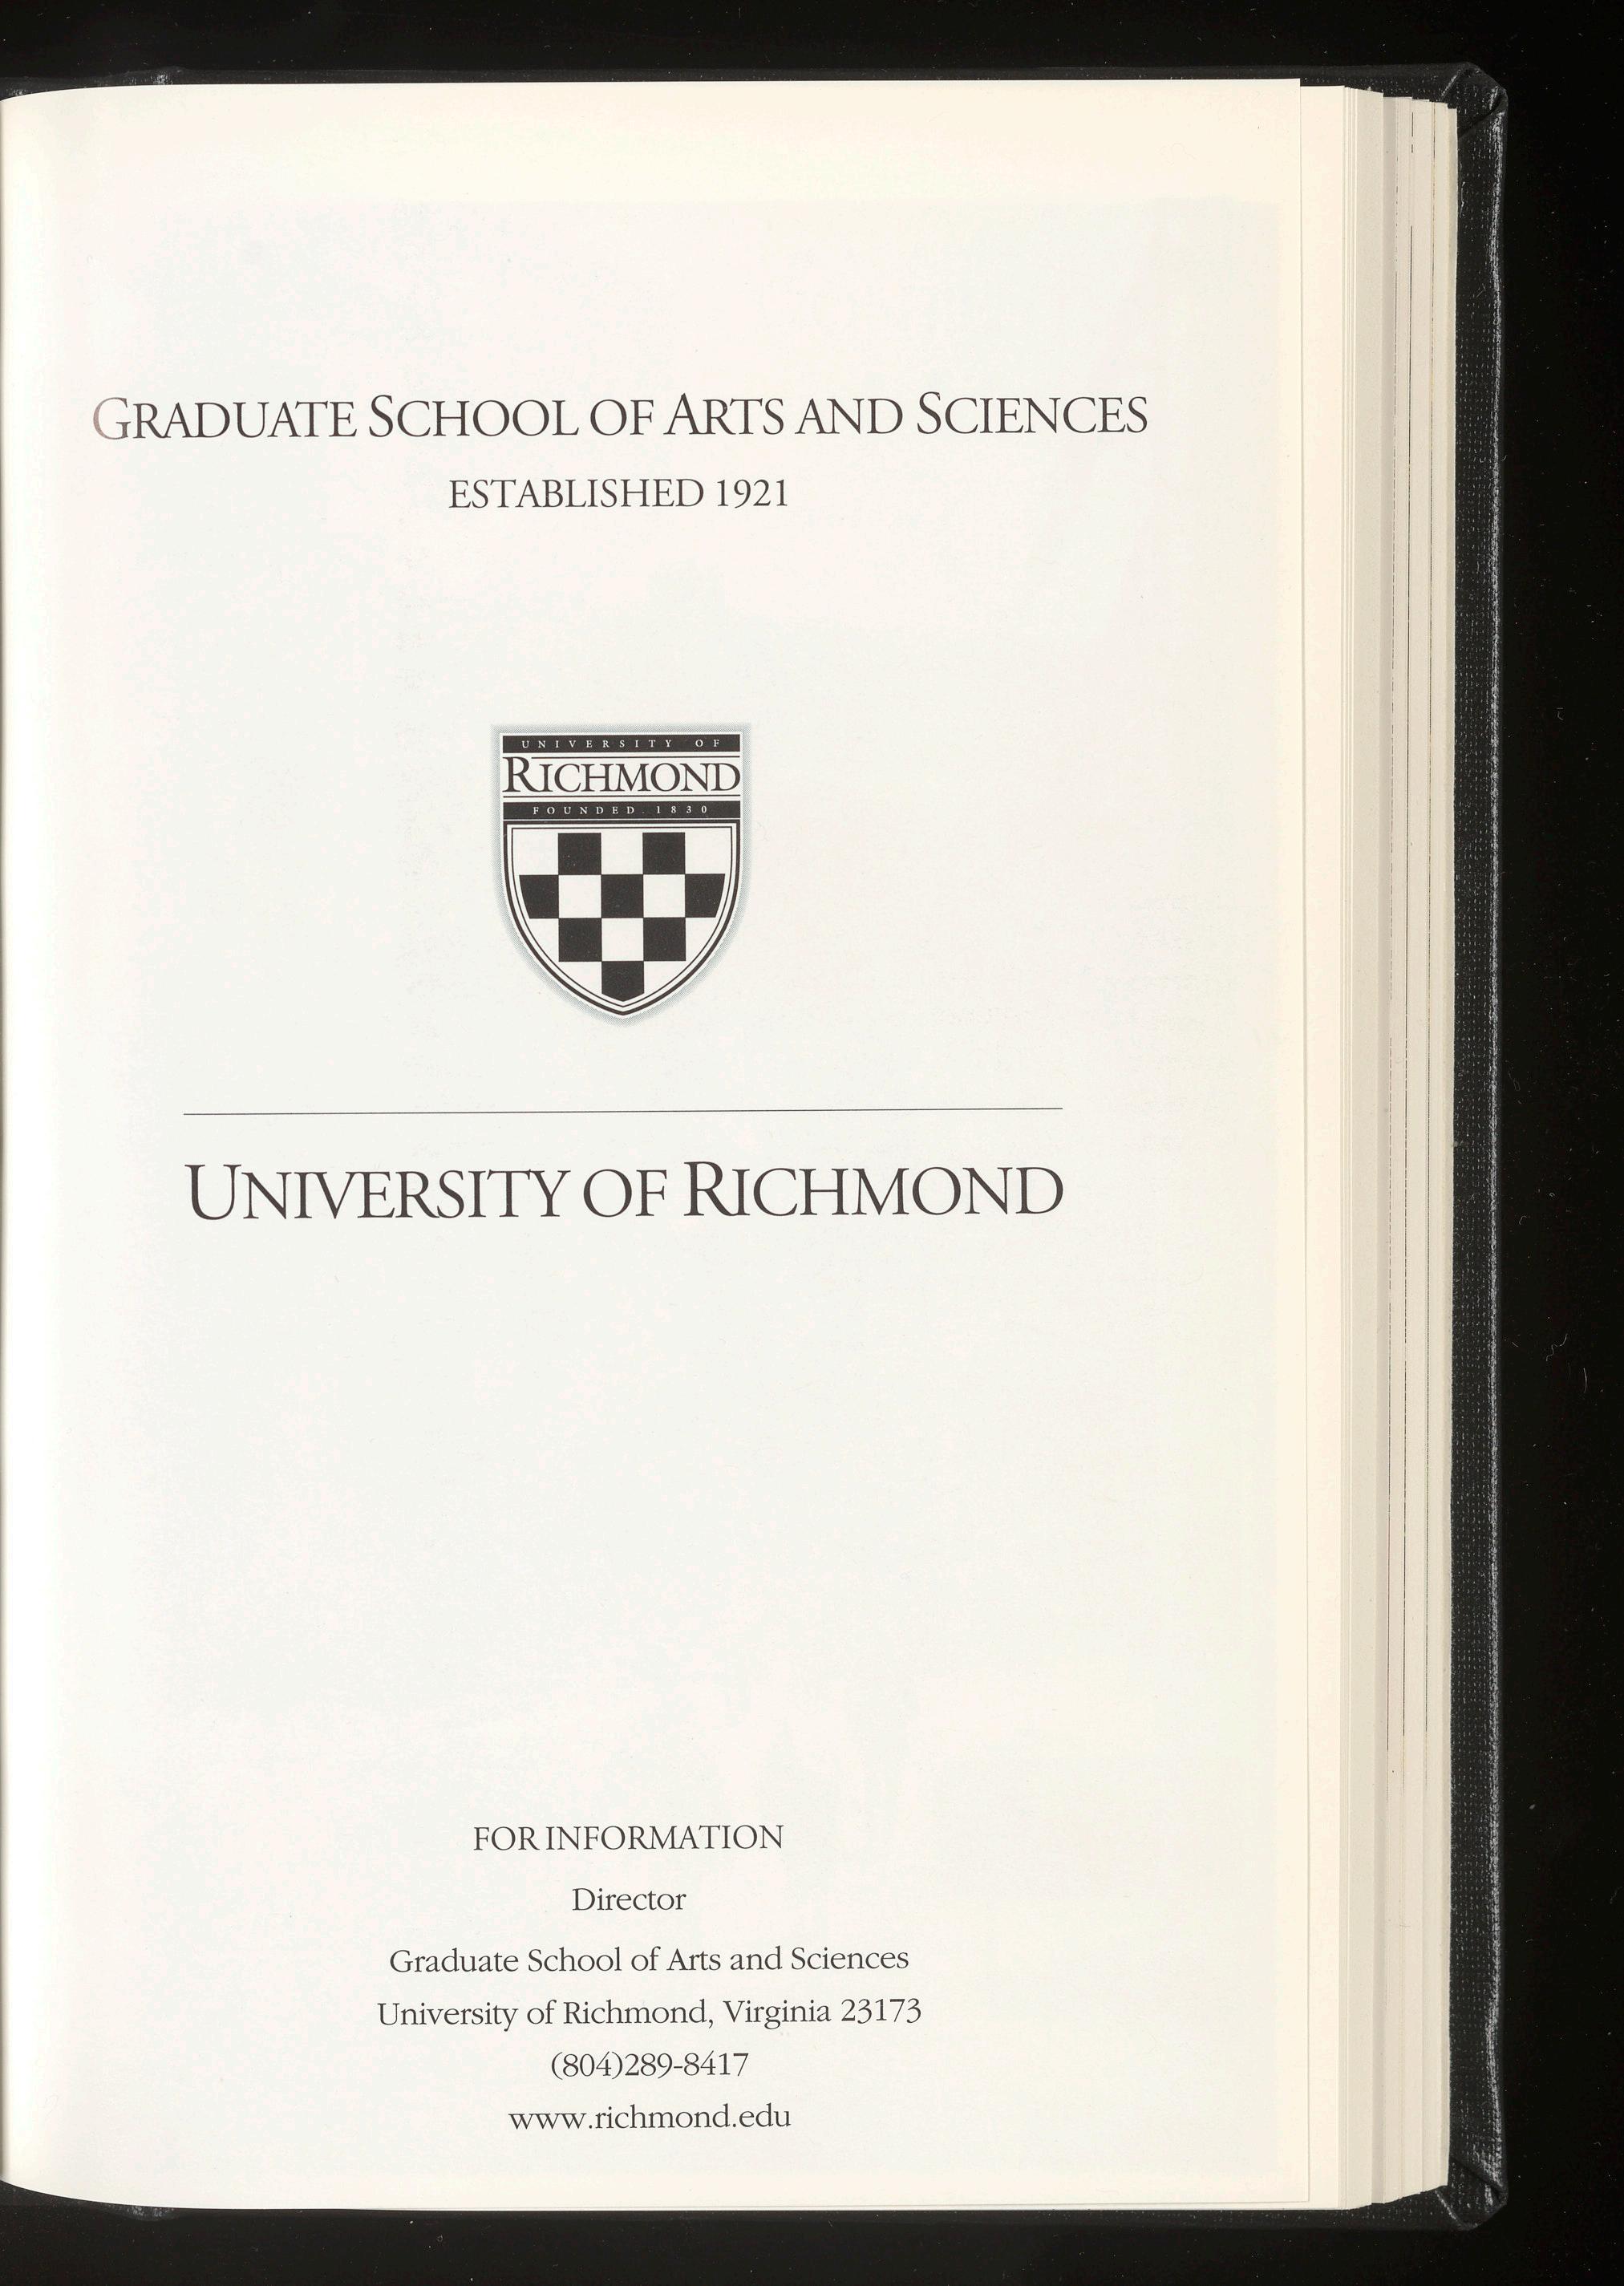 GRADUATE SCHOOL OF ARTS AND SCIENCES
ESTABLISHED 1921
UNIVERSITY OF
RICHMOND
FOUNDED 1830
UNIVERSITY OF RICHMOND
FOR INFORMATION
Director
Graduate School of Arts and Sciences
University of Richmond, Virginia 23173
(804)289-8417
www.richmond.edu